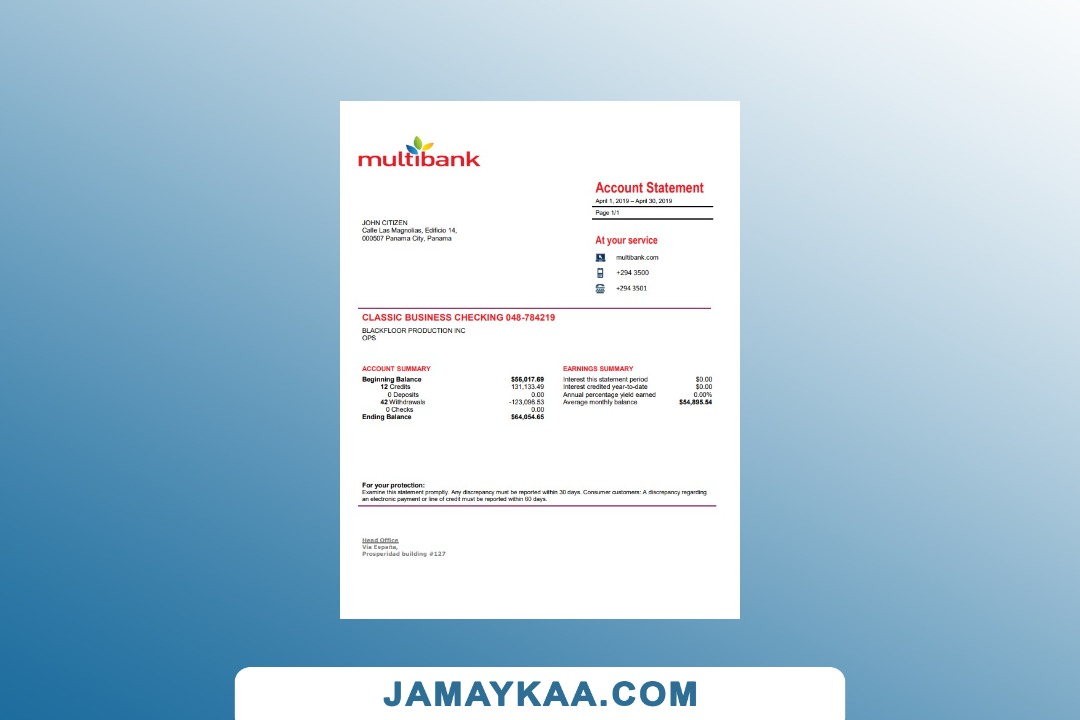 multibank
Account Statement
April 1, 2019 – April 30, 2019
Page 1/1
JOHN CITIZEN
Calle Las Magnolias, Edificio 14,
000507 Panama City, Panama
At your service
multibank.com
+294 3500
+294 3501
CLASSIC BUSINESS CHECKING 048-784219
BLACKFLOOR PRODUCTION INC
OPS
ACCOUNT SUMMARY
Beginning Balance $56,017.69
12 Credits 131,133.49
0 Deposits 0.00
42 Withdrawals -123,096.53
0 Checks 0.00
Ending Balance $64,054.65
EARNINGS SUMMARY
Interest this statement period $0.00
Interest credited year-to-date $0.00
Annual percentage yield earned 0.00%
Average monthly balance $54,895.54
For your protection:
Examine this statement promptly. Any discrepancy must be reported within 30 days. Consumer customers: A discrepancy regarding
an electronic payment or line of credit must be reported within 60 days.
Head Office
Via España,
Prosperidad building #127
JAMAYKAA.COM